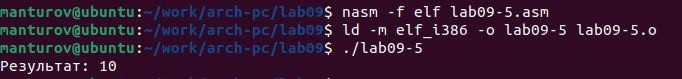 manturov@ubuntu:~/work/arch-pc/lab09$ nasm -f elf lab09-5.asm
manturov@ubuntu:~/work/arch-pc/lab09$ ld -m elf_i386 -o lab09-5 lab09-5.o
manturov@ubuntu:~/work/arch-pc/lab09$ ./lab09-5
Результат: 10